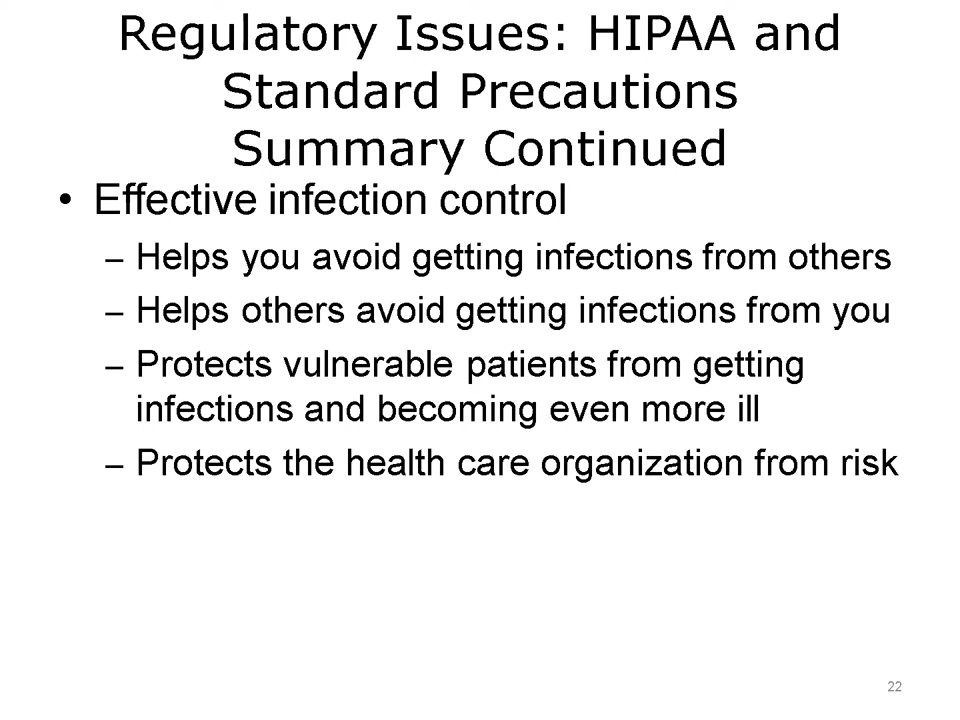 Regulatory Issues: HIPAA and
Standard Precautions
Summary Continued
• Effective infection control
– Helps you avoid getting infections from others
– Helps others avoid getting infections from you
– Protects vulnerable patients from getting
infections and becoming even more ill
– Protects the health care organization from risk
22